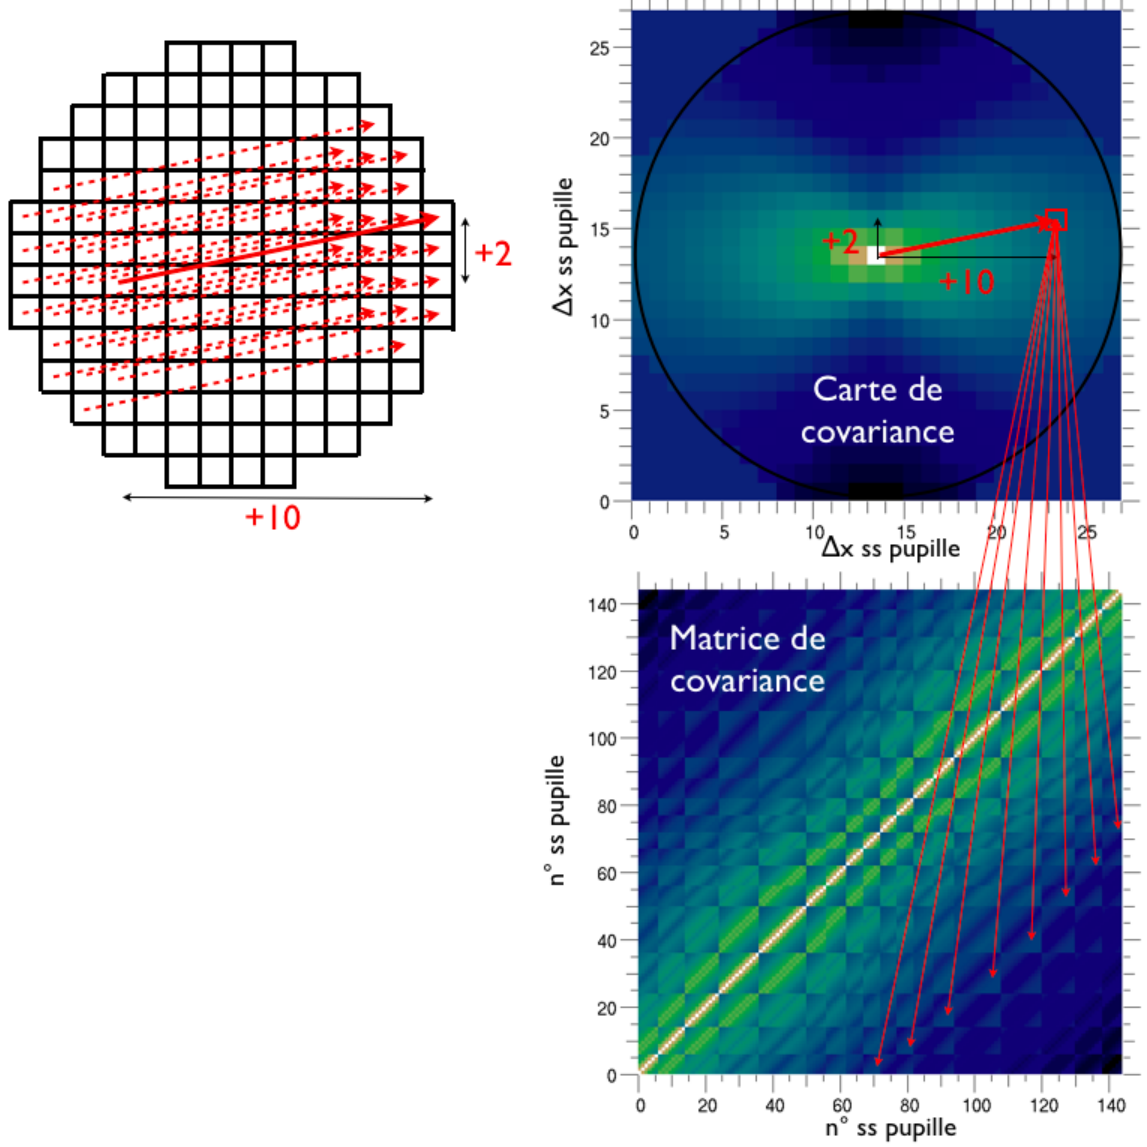 +2
+10
25
20
15
10
5
0
+2
+10
Carte de
covariance
Δx ss pupille
0 5 10 15 20 25
Δx ss pupille
140
120
100
80
60
40
20
0
Matrice de
covariance
n° ss pupille
0 20 40 60 80 100 120 140
n° ss pupille